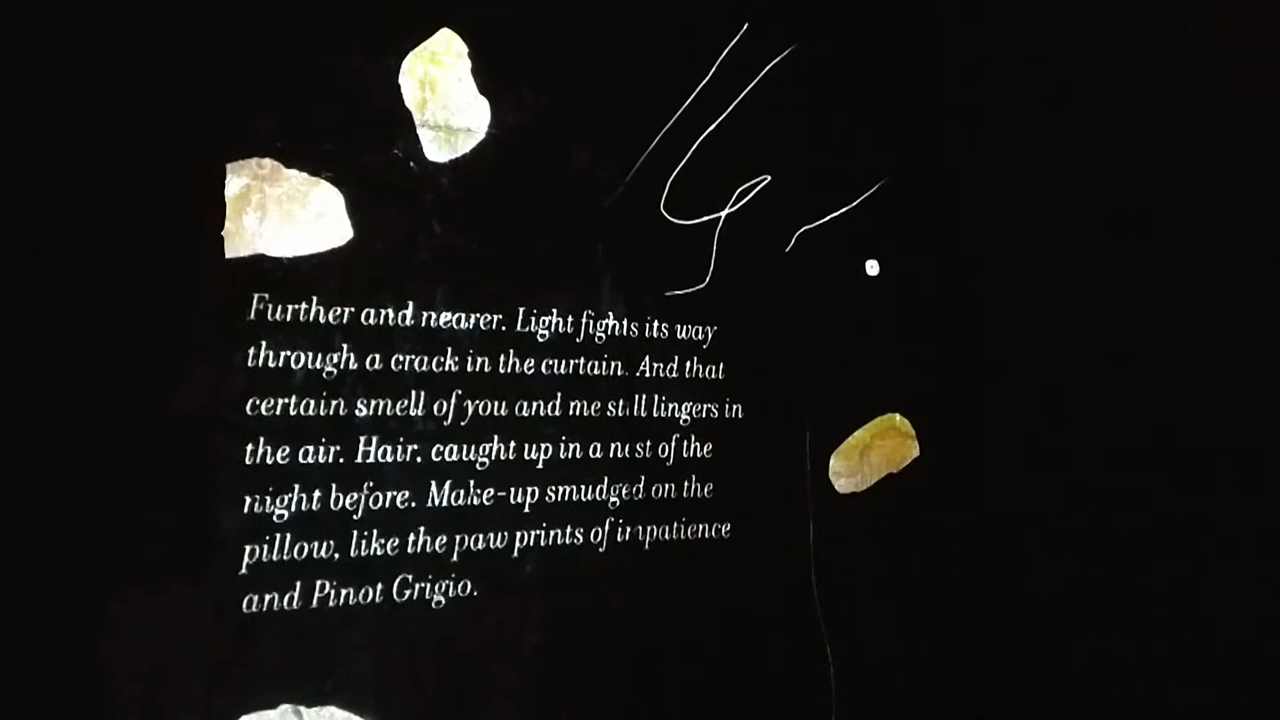 Further and nearer. Light fights its way
through a crack in the curtain. And that
certain smell of you and me still lingers in
the air. Hair, caught up in a nest of the
night before. Make-up smudged on the
pillow, like the paw prints of impatience
and Pinot Grigio.